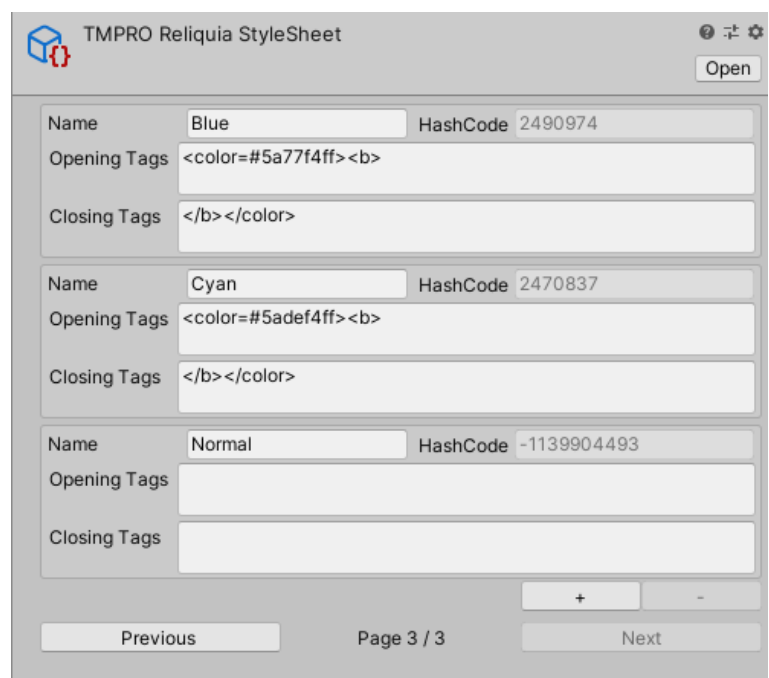 TMPRO Reliquia StyleSheet
Open
Name Blue HashCode 2490974
Opening Tags <color=#5a77f4ff><b>
Closing Tags </b></color>
Name Cyan HashCode 2470837
Opening Tags <color=#5adef4ff><b>
Closing Tags </b></color>
Name Normal HashCode -1139904493
Opening Tags
Closing Tags
+ -
Previous Page 3 / 3 Next